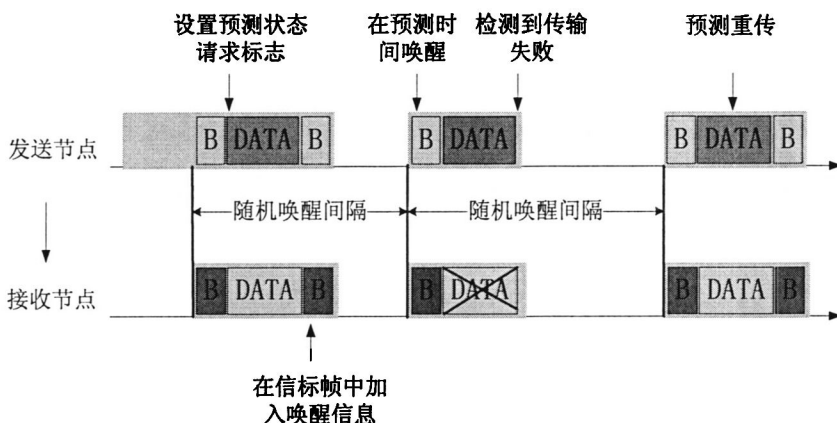 设置预测状态
请求标志
在预测时
间唤醒
检测到传输
失败
预测重传
发送节点
B DATA B
B DATA
B DATA B
随机唤醒间隔
随机唤醒间隔
接收节点
B DATA B
B DATA
B DATA B
在信标帧中加
入唤醒信息